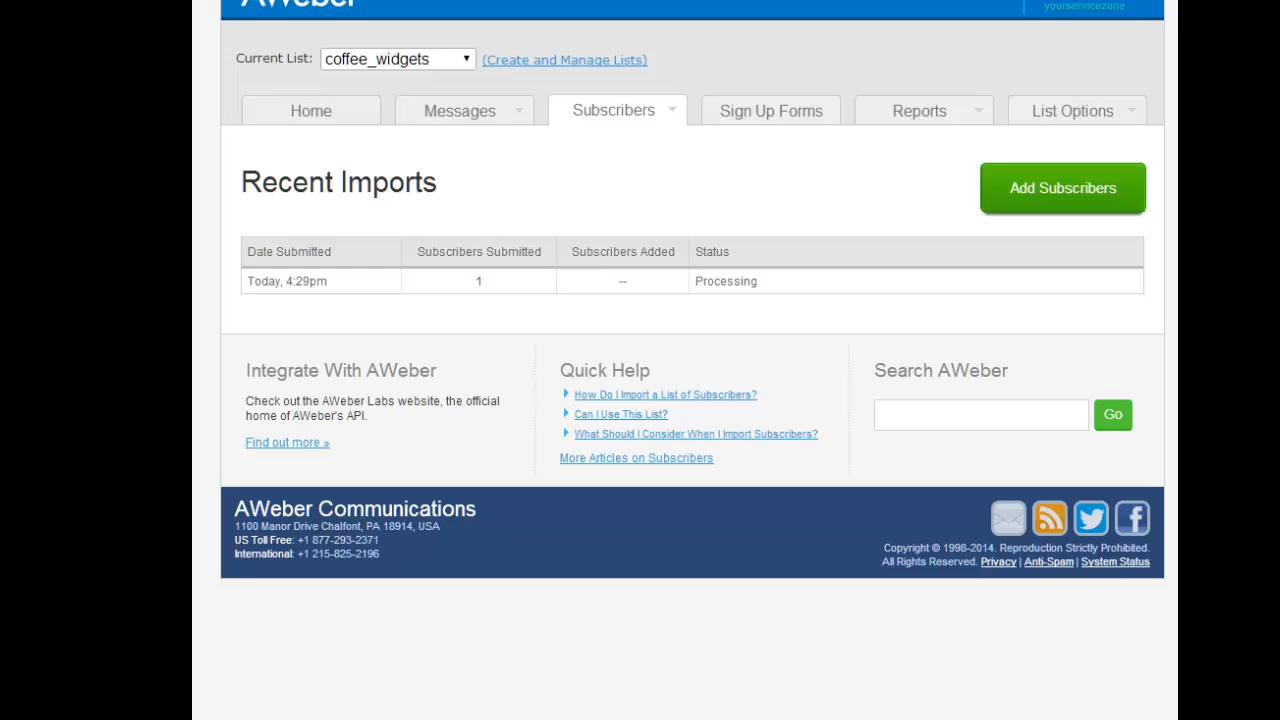 AWeber
yourservicezone
Current List: coffee_widgets (Create and Manage Lists)
Home Messages Subscribers Sign Up Forms Reports List Options
Recent Imports
Add Subscribers
Date Submitted Subscribers Submitted Subscribers Added Status
Today, 4:29pm 1 -- Processing
Integrate With AWeber
Check out the AWeber Labs website, the official
home of AWeber's API.
Find out more »
Quick Help
How Do I Import a List of Subscribers?
Can I Use This List?
What Should I Consider When I Import Subscribers?
More Articles on Subscribers
Search AWeber
Go
AWeber Communications
1100 Manor Drive Chalfont, PA 18914, USA
US Toll Free: +1 877-293-2371
International: +1 215-825-2196
Copyright © 1998-2014. Reproduction Strictly Prohibited.
All Rights Reserved. Privacy | Anti-Spam | System Status